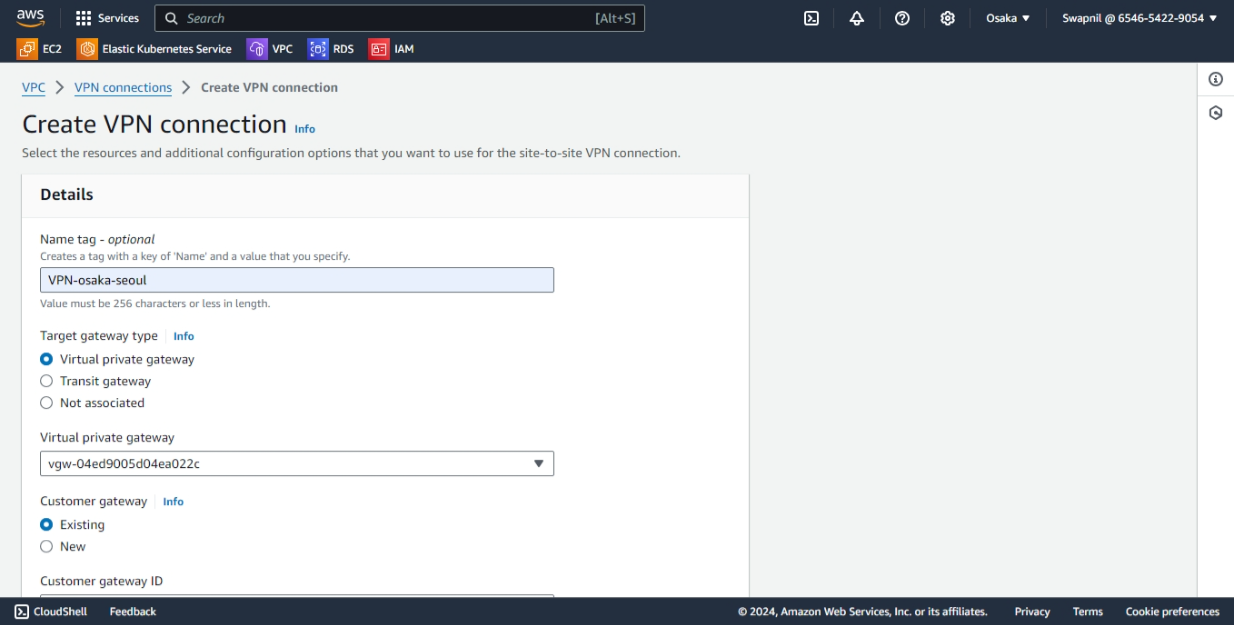 aws
Services
Search
[Alt+S]
Osaka ▼
Swapnil @ 6546-5422-9054 ▼
EC2
Elastic Kubernetes Service
VPC
RDS
IAM
VPC > VPN connections > Create VPN connection
Create VPN connection Info
Select the resources and additional configuration options that you want to use for the site-to-site VPN connection.
Details
Name tag - optional
Creates a tag with a key of 'Name' and a value that you specify.
VPN-osaka-seoul
Value must be 256 characters or less in length.
Target gateway type Info
Virtual private gateway
Transit gateway
Not associated
Virtual private gateway
vgw-04ed9005d04ea022c
Customer gateway Info
Existing
New
Customer gateway ID
CloudShell
Feedback
© 2024, Amazon Web Services, Inc. or its affiliates.
Privacy
Terms
Cookie preferences